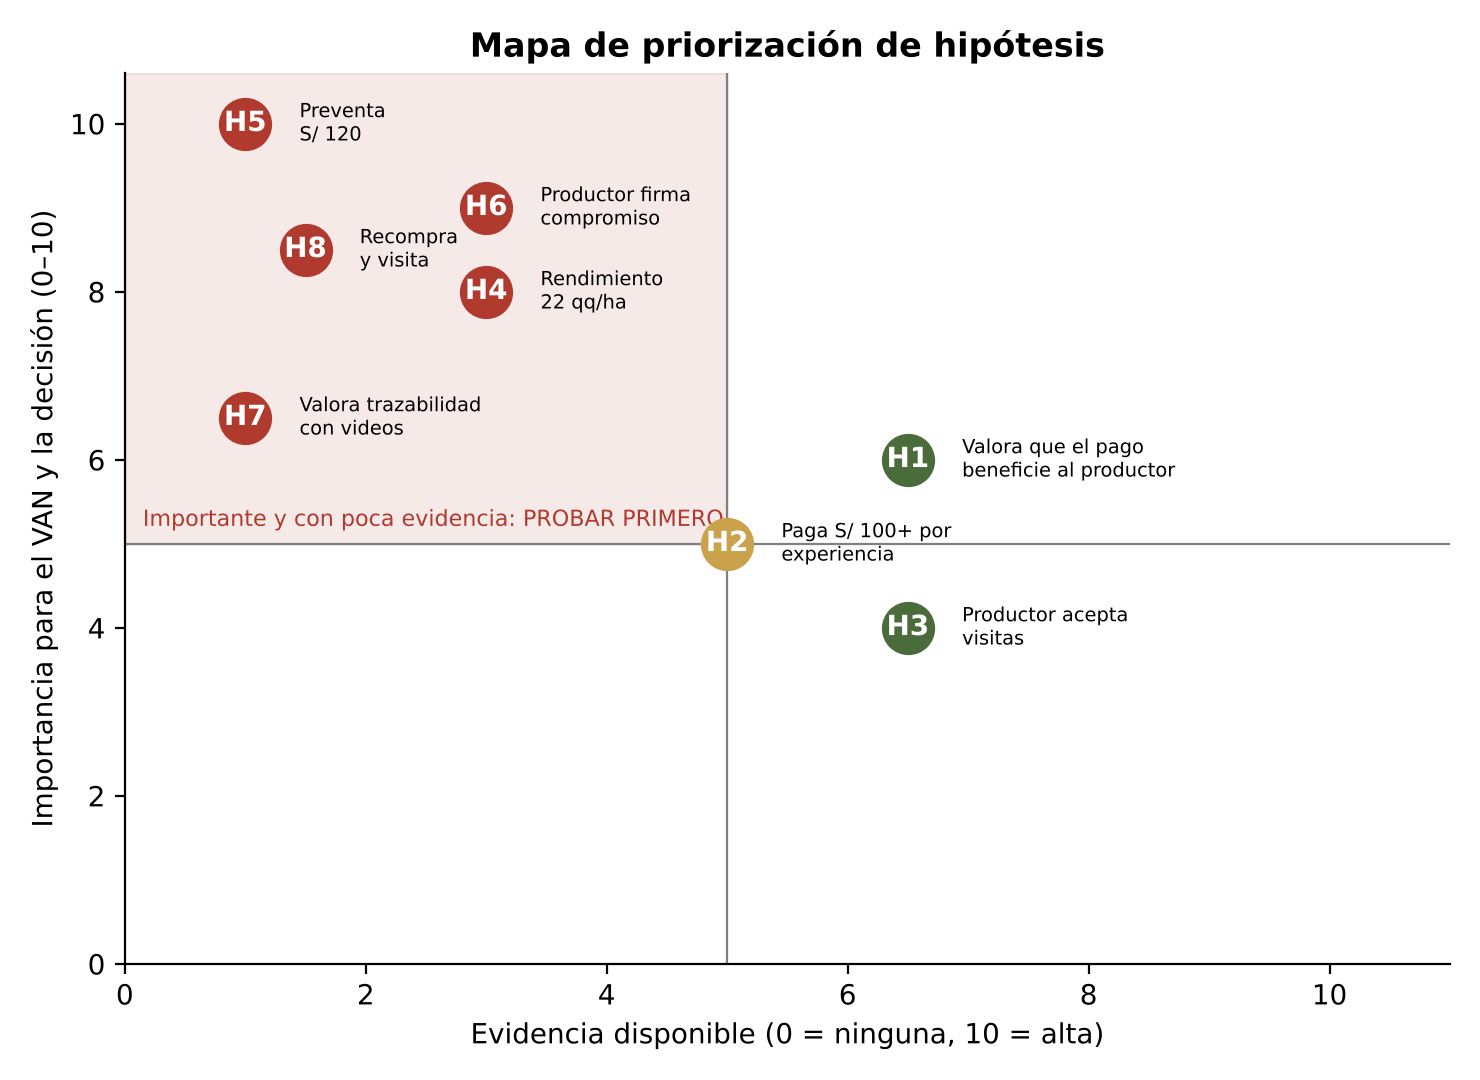 Mapa de priorización de hipótesis
Importancia para el VAN y la decisión (0–10)
10
8
6
4
2
0
H5
Preventa
S/ 120
H6
Productor firma
compromiso
H8
Recompra
y visita
H4
Rendimiento
22 qq/ha
H7
Valora trazabilidad
con videos
H1
Valora que el pago
beneficie al productor
Importante y con poca evidencia: PROBAR PRIMERO
H2
Paga S/ 100+ por
experiencia
H3
Productor acepta
visitas
0
2
4
6
8
10
Evidencia disponible (0 = ninguna, 10 = alta)